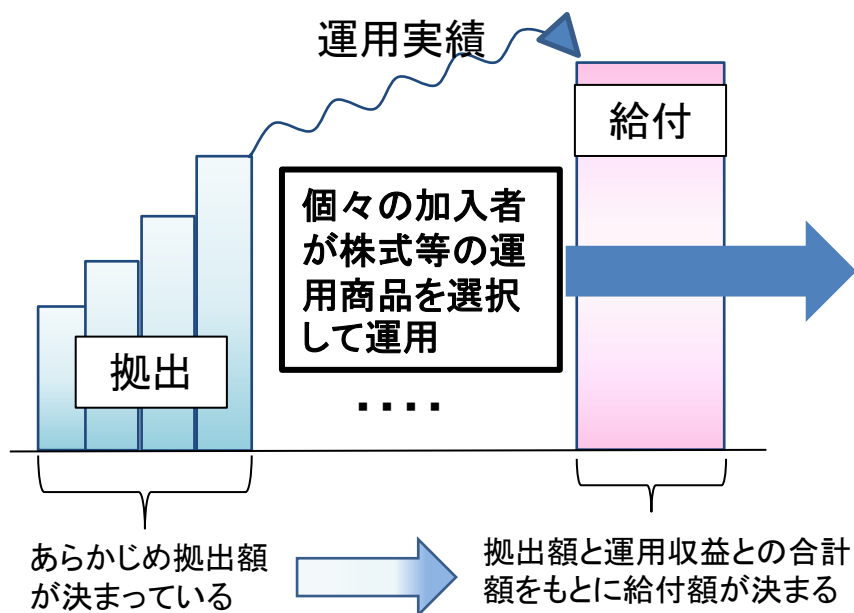 運用実績
給付
個々の加入者
が株式等の運
用商品を選択
して運用
拠出
・・・・
あらかじめ拠出額
が決まっている
拠出額と運用収益との合計
額をもとに給付額が決まる